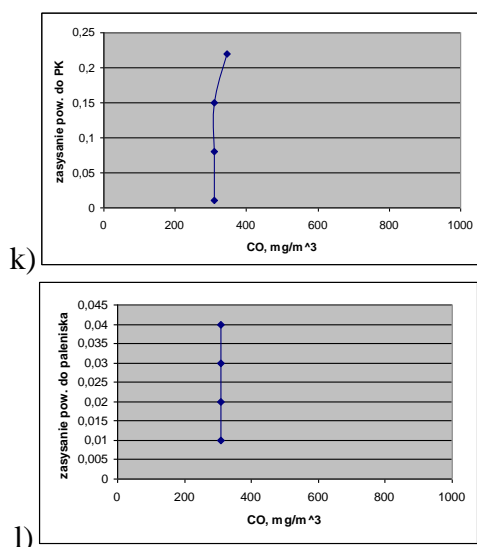 0,25
0,2
0,15
0,1
0,05
0
0 200 400 600 800 1000
zasysanie pow. do PK
CO, mg/m^3
k)
0,045
0,04
0,035
0,03
0,025
0,02
0,015
0,01
0,005
0
0 200 400 600 800 1000
zasysanie pow. do paleniska
CO, mg/m^3
l)